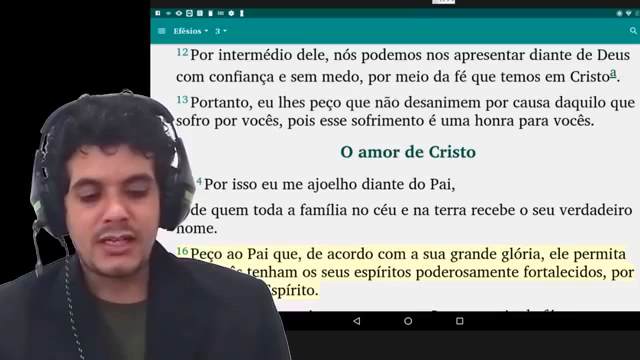 Efésios 3
12 Por intermédio dele, nós podemos nos apresentar diante de Deus
com confiança e sem medo, por meio da fé que temos em Cristoa.
13 Portanto, eu lhes peço que não desanimem por causa daquilo que
sofro por vocês, pois esse sofrimento é uma honra para vocês.
O amor de Cristo
4 Por isso eu me ajoelho diante do Pai,
de quem toda a família no céu e na terra recebe o seu verdadeiro
nome.
16 Peço ao Pai que, de acordo com a sua grande glória, ele permita
tenham os seus espíritos poderosamente fortalecidos, por
Espírito.